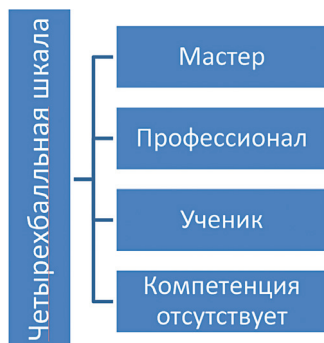 Четырехбалльная шкала
Мастер
Профессионал
Ученик
Компетенция
отсутствует